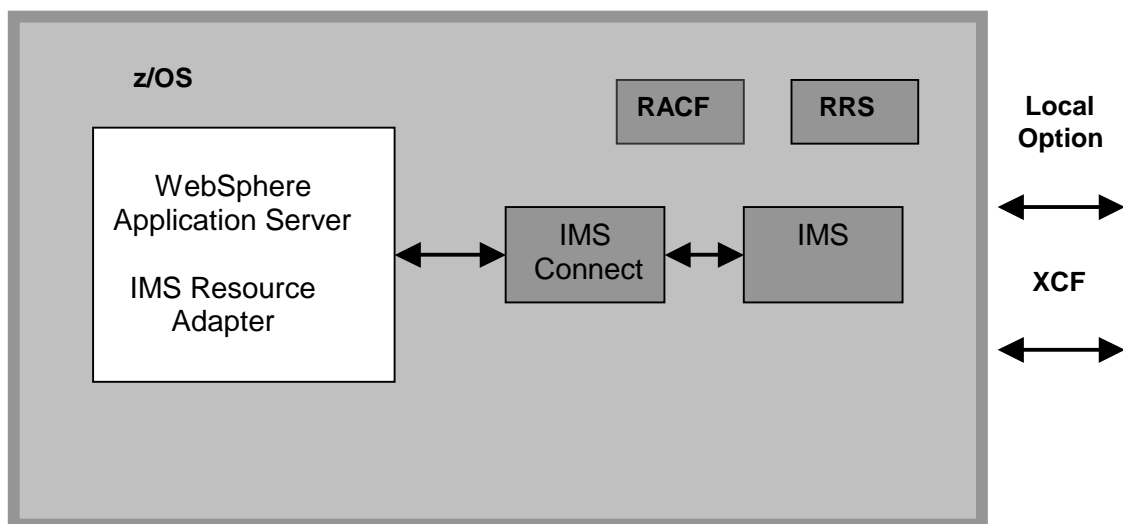 z/OS
RACF
RRS
Local
Option
WebSphere
Application Server
IMS Resource
Adapter
IMS
Connect
IMS
XCF